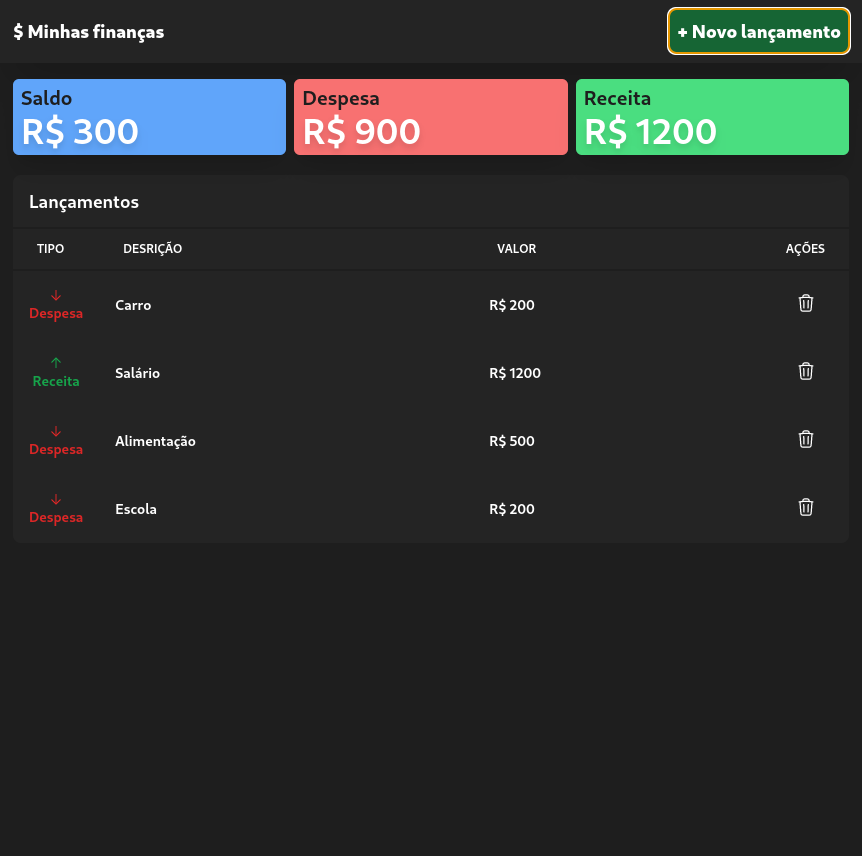 $ Minhas finanças
+ Novo lançamento
Saldo
R$ 300
Despesa
R$ 900
Receita
R$ 1200
Lançamentos
TIPO DESRIÇÃO VALOR AÇÕES
Despesa Carro R$ 200
Receita Salário R$ 1200
Despesa Alimentação R$ 500
Despesa Escola R$ 200